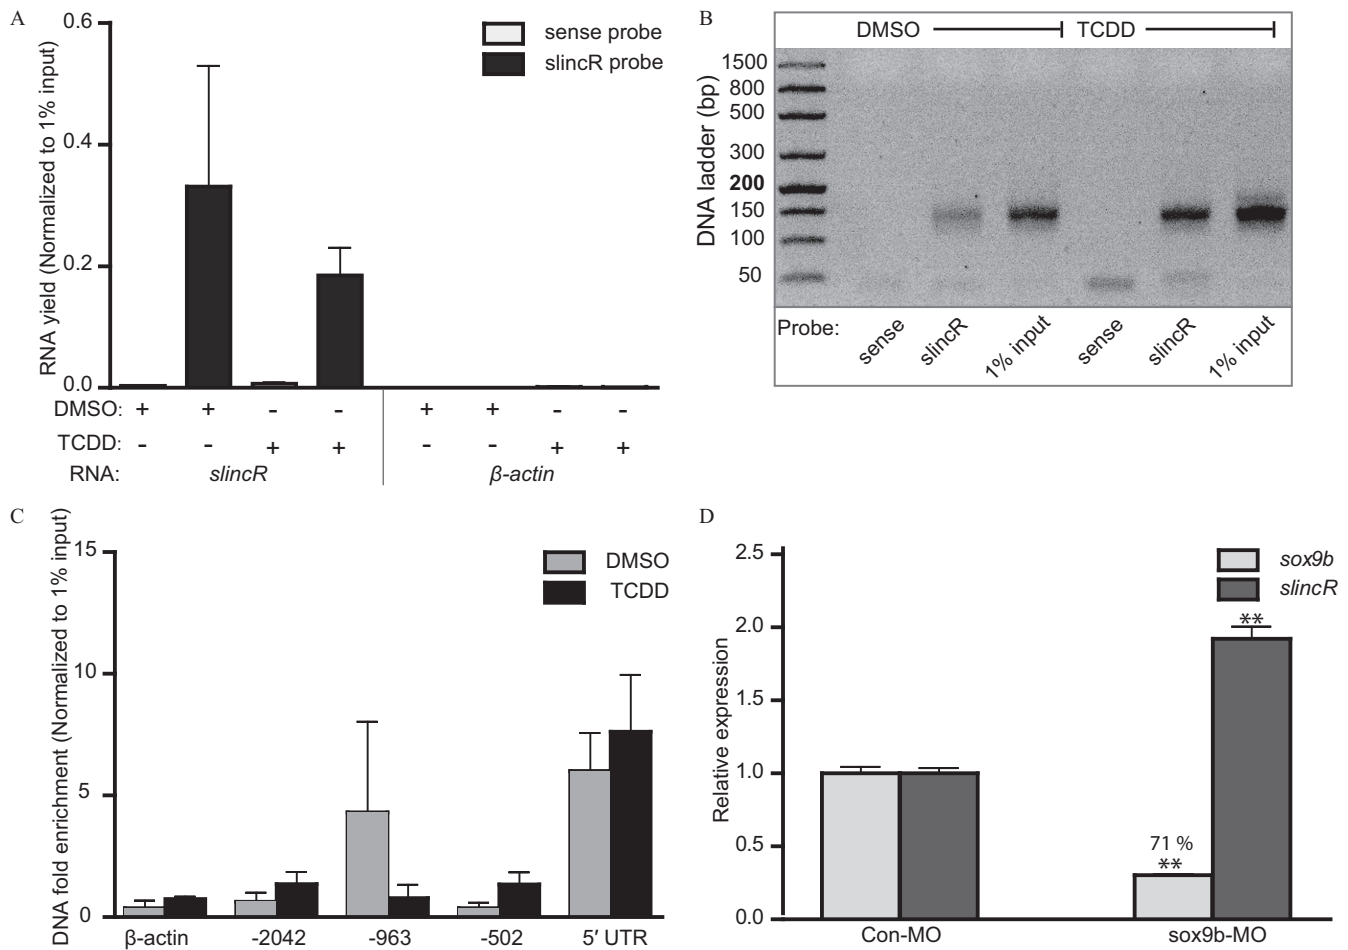 A
RNA yield (Normalized to 1% input)
0.6
0.4
0.2
0.0
sense probe
slincR probe
DMSO: + + - - + + - -
TCDD: - - + + - - + +
RNA: slincR β-actin
B
DMSO TCDD
DNA ladder (bp)
1500
800
500
300
200
150
100
50
Probe: sense slincR 1% input sense slincR 1% input
C
DNA fold enrichment (Normalized to 1% input)
15
10
5
0
DMSO
TCDD
β-actin -2042 -963 -502 5′ UTR
D
Relative expression
2.5
2.0
1.5
1.0
0.5
0.0
sox9b
slincR
**
71 %
**
Con-MO sox9b-MO